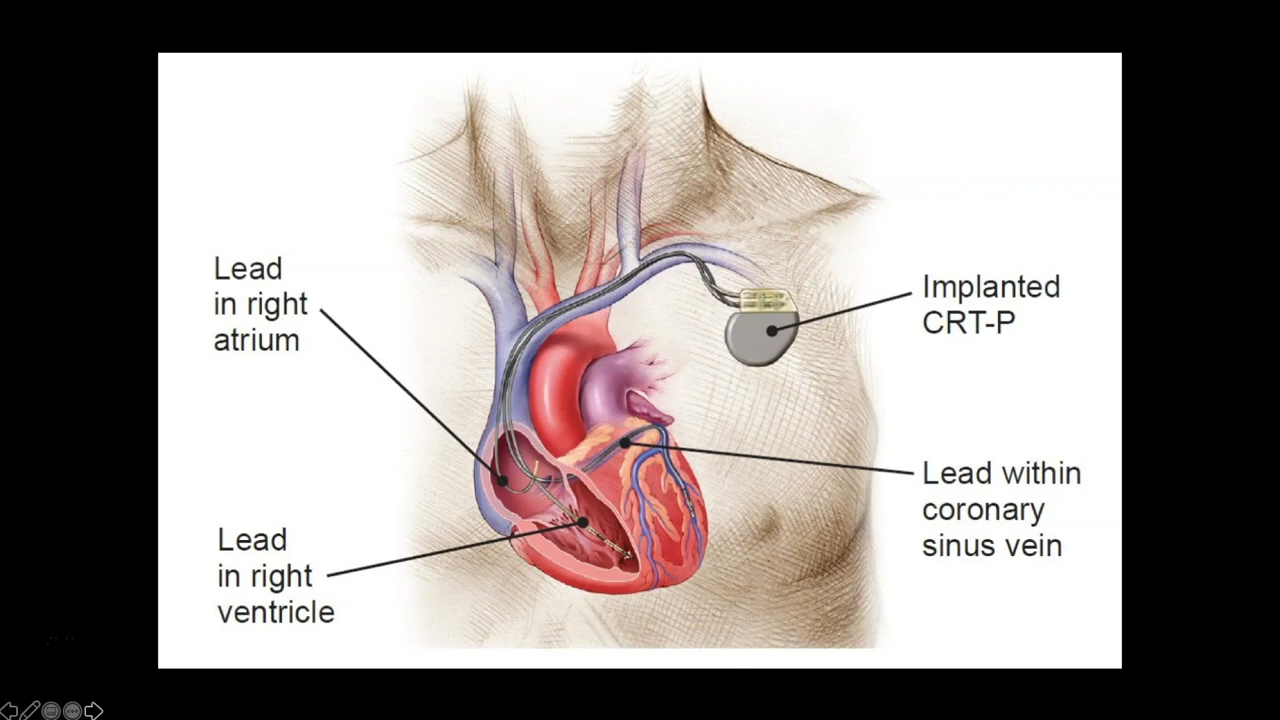 Lead
in right
atrium
Implanted
CRT-P
Lead within
coronary
sinus vein
Lead
in right
ventricle